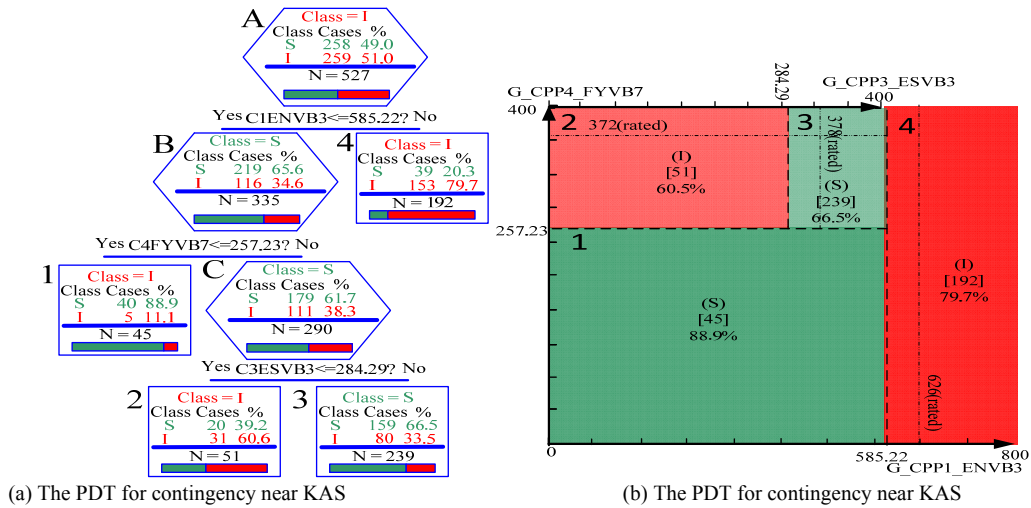 A
Class = I
Class Cases %
S 258 49.0
I 259 51.0
N = 527
Yes C1ENVB3<=585.22? No
B
Class = S
Class Cases %
S 219 65.6
I 116 34.6
N = 335
4
Class = I
Class Cases %
S 39 20.3
I 153 79.7
N = 192
Yes C4FYVB7<=257.23? No
1
Class = I
Class Cases %
S 40 88.9
I 5 11.1
N = 45
C
Class = S
Class Cases %
S 179 61.7
I 111 38.3
N = 290
Yes C3ESVB3<=284.29? No
2
Class = I
Class Cases %
S 20 39.2
I 31 60.6
N = 51
3
Class = S
Class Cases %
S 159 66.5
I 80 33.5
N = 239
(a) The PDT for contingency near KAS
G_CPP4_FYVB7
284.29
G_CPP3_ESVB3
400
400
2
372(rated)
(I)
[51]
60.5%
3
378(rated)
(S)
[239]
66.5%
4
257.23
1
(S)
[45]
88.9%
(I)
[192]
79.7%
626(rated)
0
585.22
800
G_CPP1_ENVB3
(b) The PDT for contingency near KAS